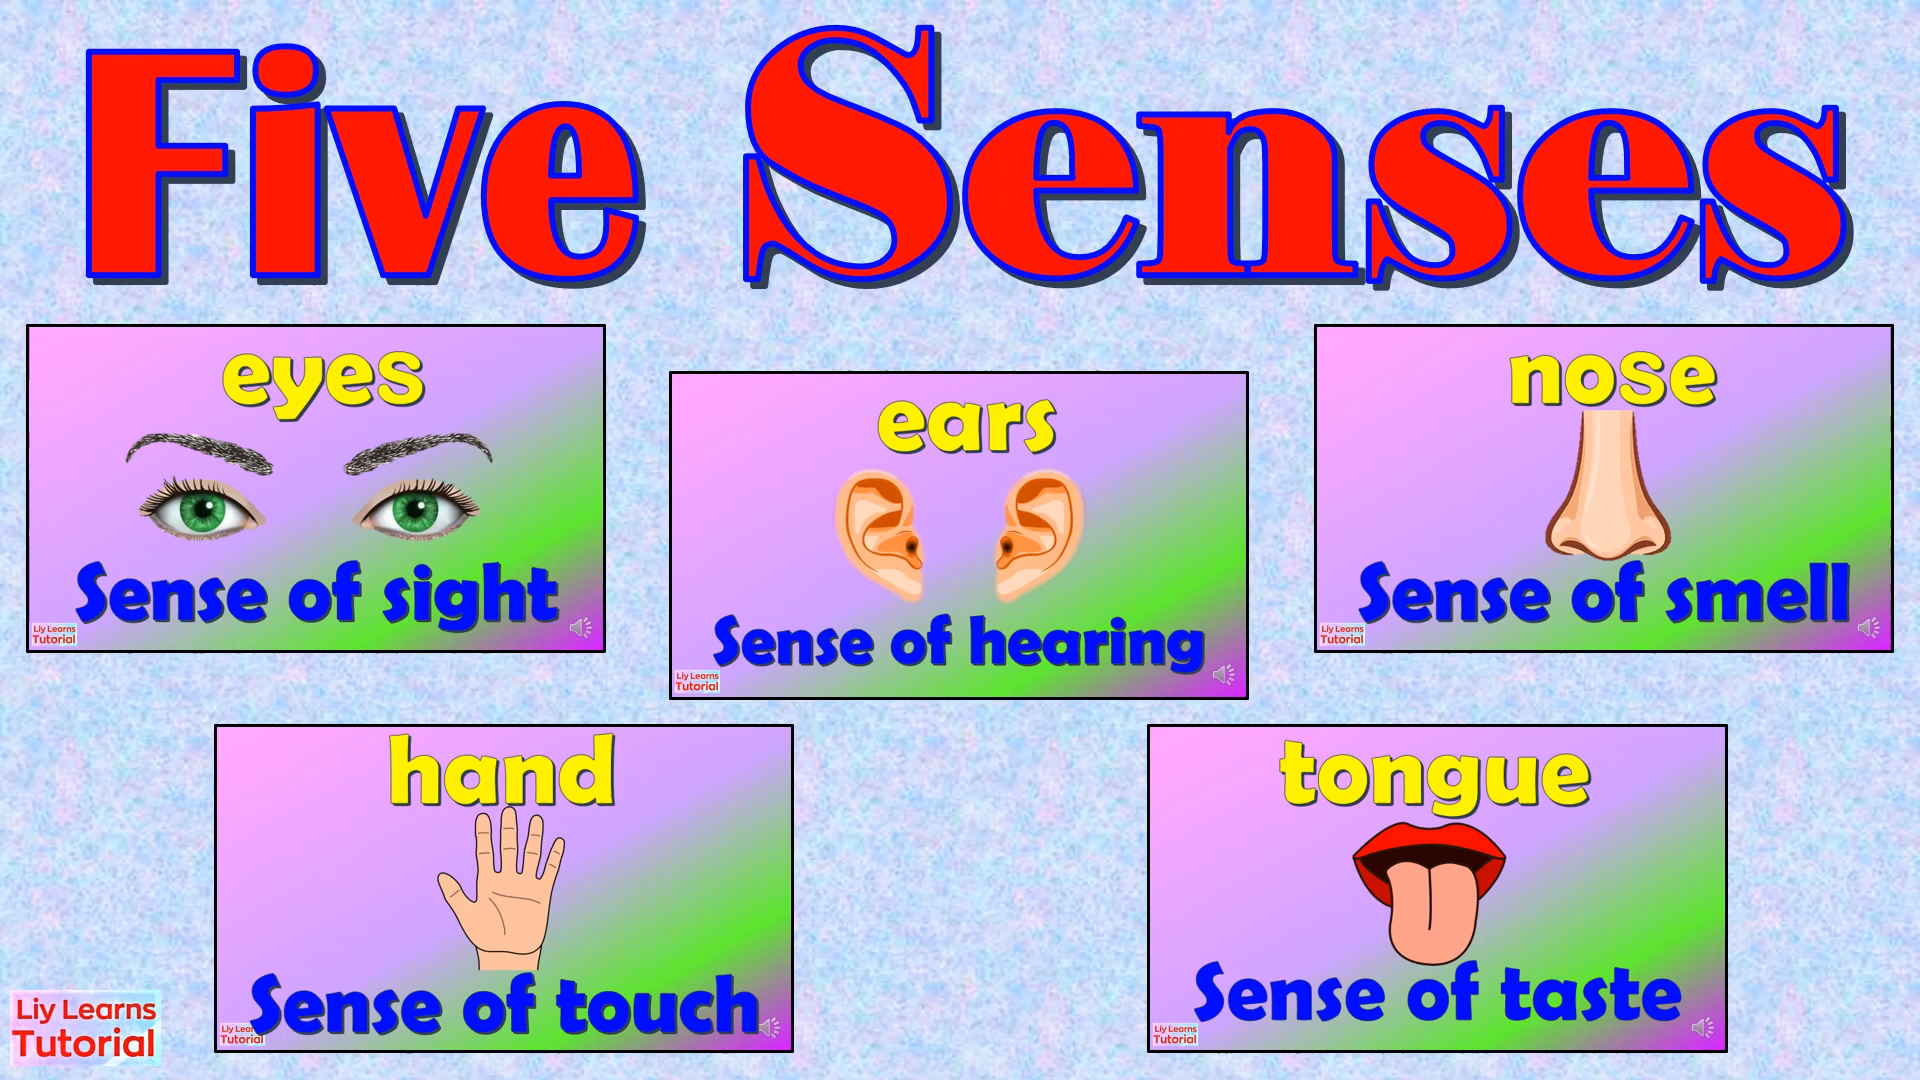 Five Senses
eyes
Sense of sight
Liy Learns
Tutorial
ears
Sense of hearing
Liy Learns
Tutorial
nose
Sense of smell
Liy Learns
Tutorial
hand
Sense of touch
Liy Learns
Tutorial
tongue
Sense of taste
Liy Learns
Tutorial
Liy Learns
Tutorial